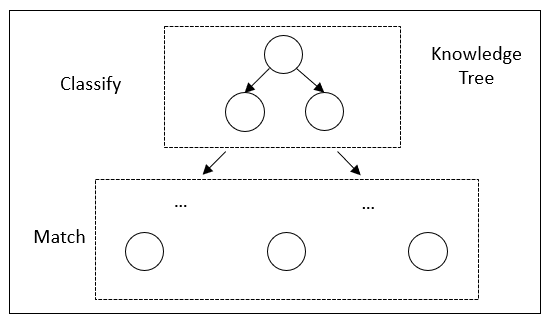 Knowledge
Tree
Classify
...
...
Match